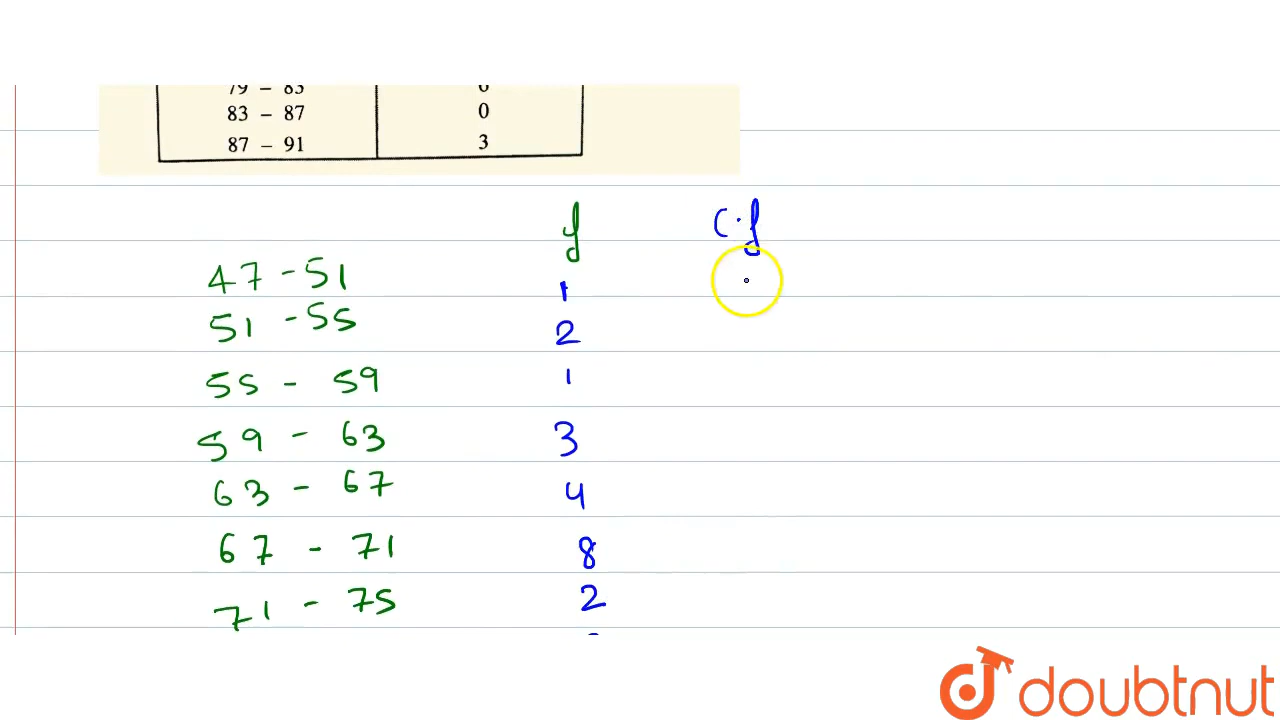 83 – 87 0
87 – 91 3
f C.f
47 - 51 1
51 - 55 2
55 - 59 1
59 - 63 3
63 - 67 4
67 - 71 8
71 - 75 2
doubtnut